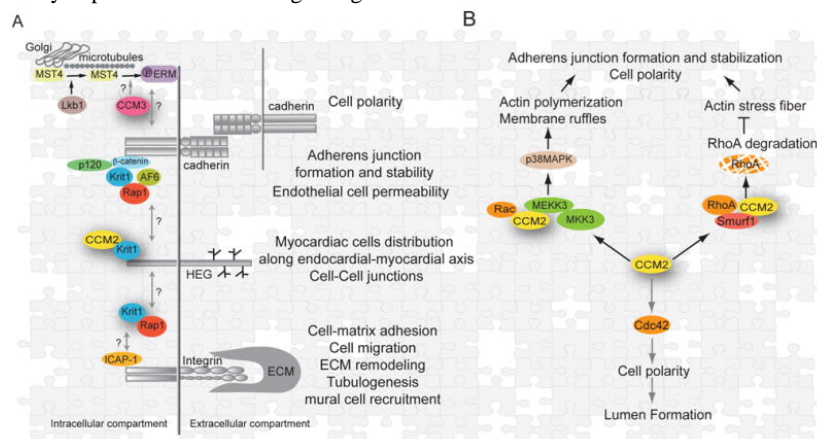 A
Golgi
microtubules
MST4
MST4
P ERM
?
?
Lkb1
CCM3
cadherin
Cell polarity
p120
β-catenin
cadherin
Krit1
AF6
Rap1
Adherens junction
formation and stability
Endothelial cell permeability
?
CCM2
Krit1
HEG
Myocardiac cells distribution
along endocardial-myocardial axis
Cell-Cell junctions
?
Krit1
Rap1
?
ICAP-1
Integrin
ECM
Cell-matrix adhesion
Cell migration
ECM remodeling
Tubulogenesis
mural cell recruitment
Intracellular compartment
Extracellular compartment
B
Adherens junction formation and stabilization
Cell polarity
Actin polymerization
Membrane ruffles
Actin stress fiber
RhoA degradation
p38MAPK
RhoA
Rac
MEKK3
CCM2
MKK3
RhoA
CCM2
Smurf1
CCM2
Cdc42
Cell polarity
Lumen Formation